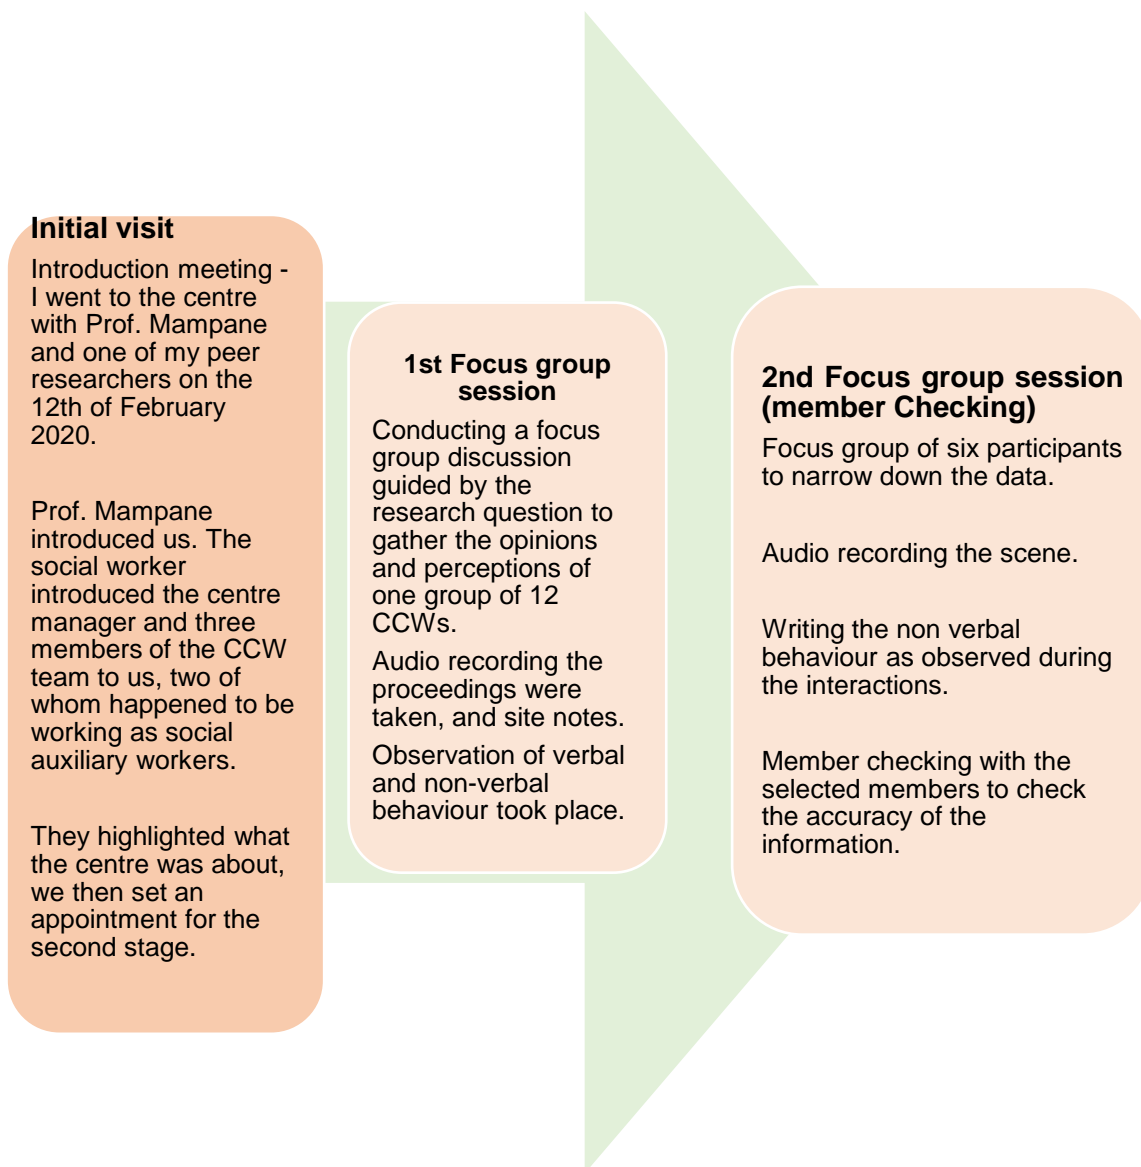 Initial visit
Introduction meeting -
I went to the centre
with Prof. Mampane
and one of my peer
researchers on the
12th of February
2020.
Prof. Mampane
introduced us. The
social worker
introduced the centre
manager and three
members of the CCW
team to us, two of
whom happened to be
working as social
auxiliary workers.
They highlighted what
the centre was about,
we then set an
appointment for the
second stage.
1st Focus group
session
Conducting a focus
group discussion
guided by the
research question to
gather the opinions
and perceptions of
one group of 12
CCWs.
Audio recording the
proceedings were
taken, and site notes.
Observation of verbal
and non-verbal
behaviour took place.
2nd Focus group session
(member Checking)
Focus group of six participants
to narrow down the data.
Audio recording the scene.
Writing the non verbal
behaviour as observed during
the interactions.
Member checking with the
selected members to check
the accuracy of the
information.